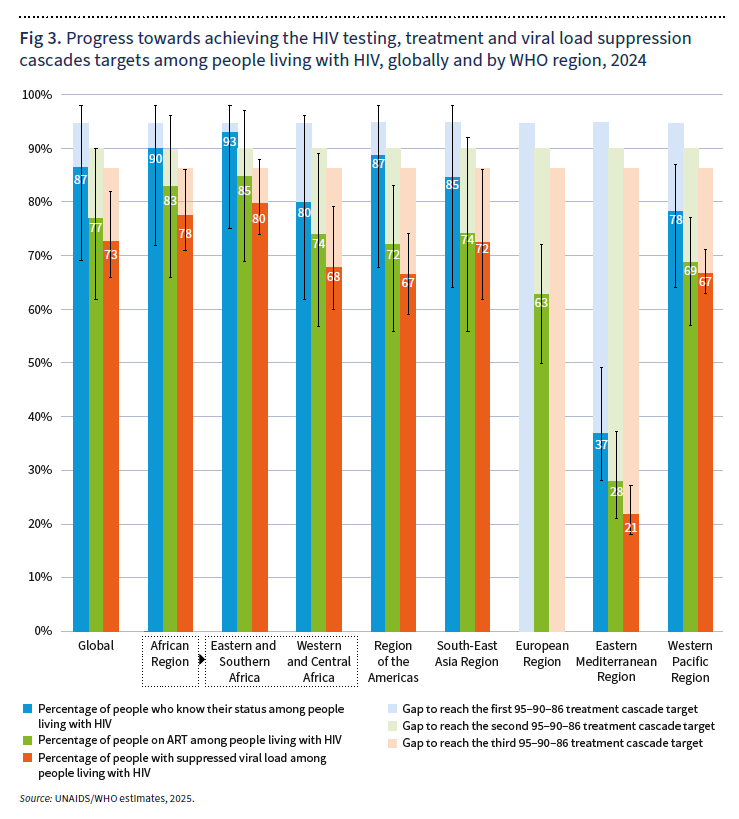 Fig 3. Progress towards achieving the HIV testing, treatment and viral load suppression
cascades targets among people living with HIV, globally and by WHO region, 2024
100%
90%
80%
70%
60%
50%
40%
30%
20%
10%
0%
87
77
73
90
83
78
93
85
80
80
74
68
87
72
67
85
74
72
63
37
28
21
78
69
67
Global
African
Region
Eastern and
Southern
Africa
Western
and Central
Africa
Region
of the
Americas
South-East
Asia Region
European
Region
Eastern
Mediterranean
Region
Western
Pacific
Region
Percentage of people who know their status among people
living with HIV
Percentage of people on ART among people living with HIV
Percentage of people with suppressed viral load among
people living with HIV
Gap to reach the first 95–90–86 treatment cascade target
Gap to reach the second 95–90–86 treatment cascade target
Gap to reach the third 95–90–86 treatment cascade target
Source: UNAIDS/WHO estimates, 2025.